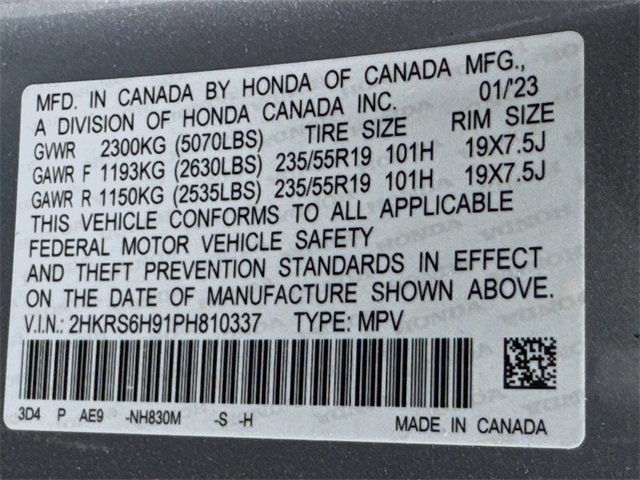 MFD. IN CANADA BY HONDA OF CANADA MFG.,
A DIVISION OF HONDA CANADA INC. 01/'23
GVWR 2300KG (5070LBS) TIRE SIZE RIM SIZE
GAWR F 1193KG (2630LBS) 235/55R19 101H 19X7.5J
GAWR R 1150KG (2535LBS) 235/55R19 101H 19X7.5J
THIS VEHICLE CONFORMS TO ALL APPLICABLE
FEDERAL MOTOR VEHICLE SAFETY
AND THEFT PREVENTION STANDARDS IN EFFECT
ON THE DATE OF MANUFACTURE SHOWN ABOVE.
V.I.N.: 2HKRS6H91PH810337 TYPE: MPV
3D4 P AE9 -NH830M -S -H MADE IN CANADA